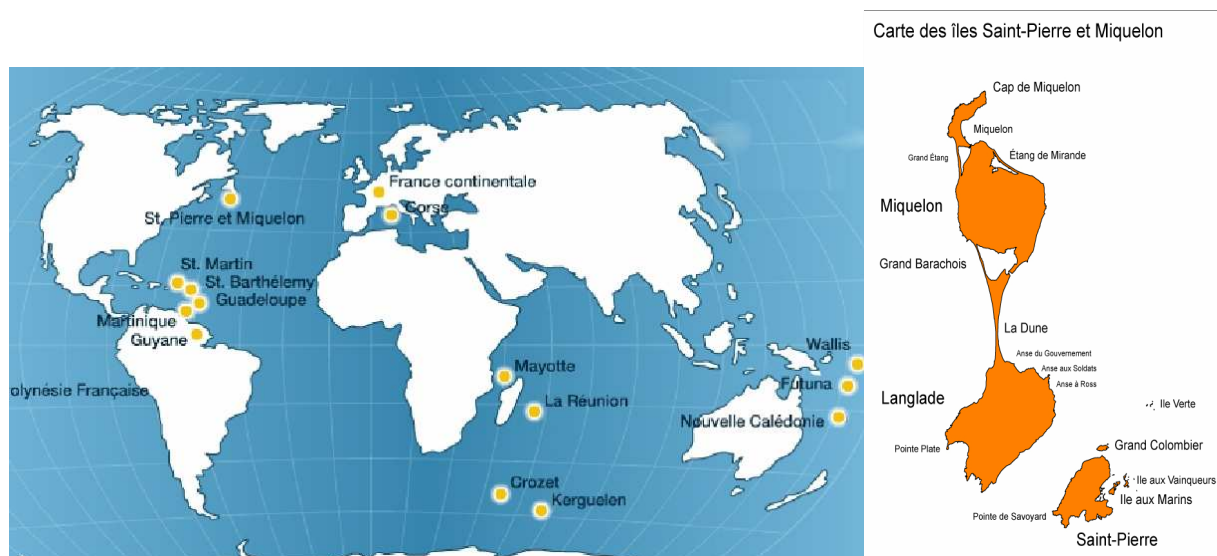 Carte des îles Saint-Pierre et Miquelon
France continentale
Corse
St. Pierre et Miquelon
St. Martin
St. Barthélemy
Guadeloupe
Martinique
Guyane
Wallis
Mayotte
Futuna
olynésie Française
La Réunion
Nouvelle Calédonie
Crozet
Kerguelen
Cap de Miquelon
Miquelon
Grand Étang
Étang de Mirande
Miquelon
Grand Barachois
La Dune
Anse du Gouvernement
Anse aux Soldats
Anse à Ross
Langlade
Ile Verte
Pointe Plate
Grand Colombier
Ile aux Vainqueurs
Ile aux Marins
Pointe de Savoyard
Saint-Pierre